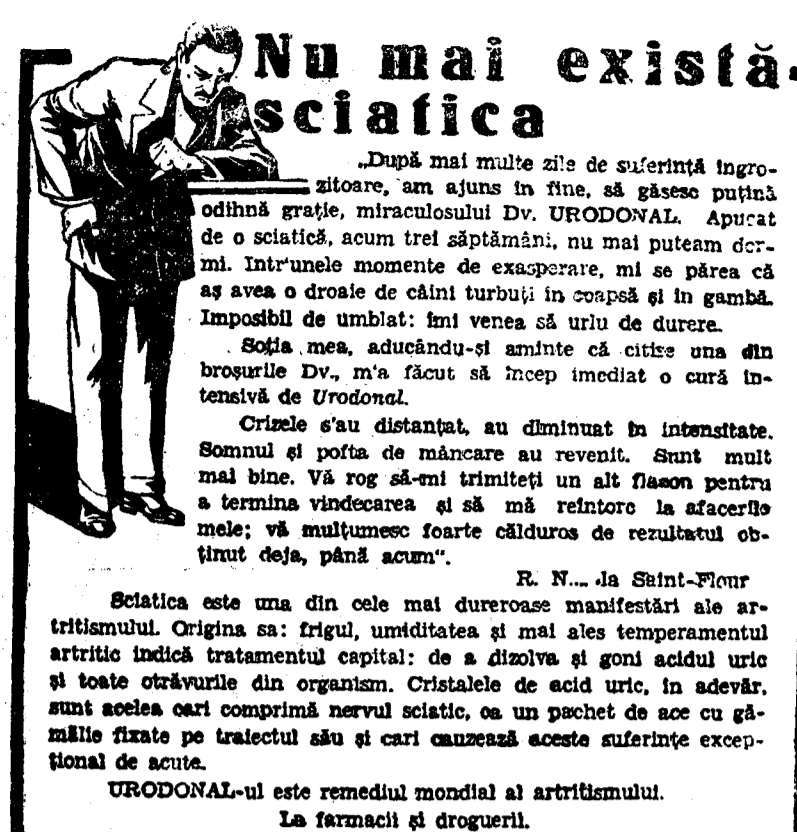 Nu mai există
sciatica
„După mai multe zile de suferință îngro-
zitoare, am ajuns în fine, să găsesc puțină
odihnă grație, miraculosului Dv. URODONAL. Apucat
de o sciatică, acum trei săptămâni, nu mai puteam dor-
mi. Intr'unele momente de exasperare, mi se părea că
aș avea o droaie de câini turbuți în coapsă și în gambă.
Imposibil de umblat: îmi venea să urlu de durere.
Soția mea, aducându-și aminte că citise una din
broșurile Dv., m'a făcut să încep imediat o cură in-
tensivă de Urodonal.
Crizele s'au distanțat, au diminuat în intensitate.
Somnul și pofta de mâncare au revenit. Sunt mult
mai bine. Vă rog să-mi trimiteți un alt flason pentru
a termina vindecarea și să mă reîntorc la afacerile
mele; vă mulțumesc foarte călduros de rezultatul ob-
ținut deja, până acum“.
R. N.... la Saint-Flour
Sciatica este una din cele mai dureroase manifestări ale ar-
tritismului. Origina sa: frigul, umiditatea și mai ales temperamentul
artritic indică tratamentul capital: de a dizolva și goni acidul uric
și toate otrăvurile din organism. Cristalele de acid uric, în adevăr,
sunt acelea cari comprimă nervul sciatic, ca un pachet de ace cu gă-
mălie fixate pe traiectul său și cari cauzează aceste suferințe excep-
țional de acute.
URODONAL-ul este remediul mondial al artritismului.
La farmacii și droguerii.